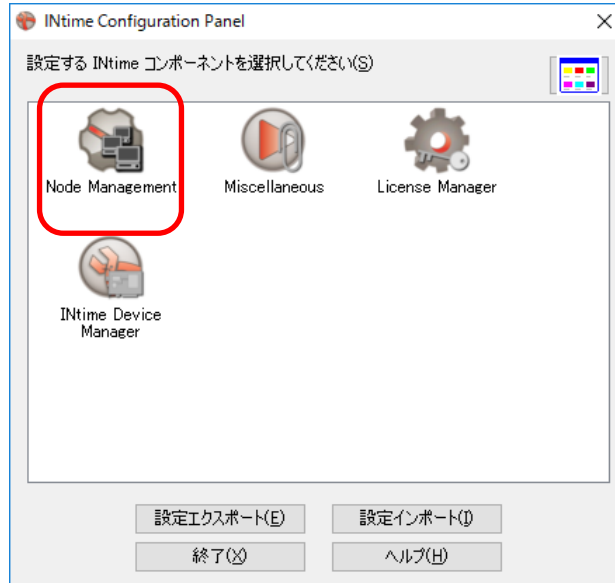 INtime Configuration Panel
設定する INtime コンポーネントを選択してください(S)
Node Management
Miscellaneous
License Manager
INtime Device
Manager
設定エクスポート(E)
設定インポート(I)
終了(X)
ヘルプ(H)